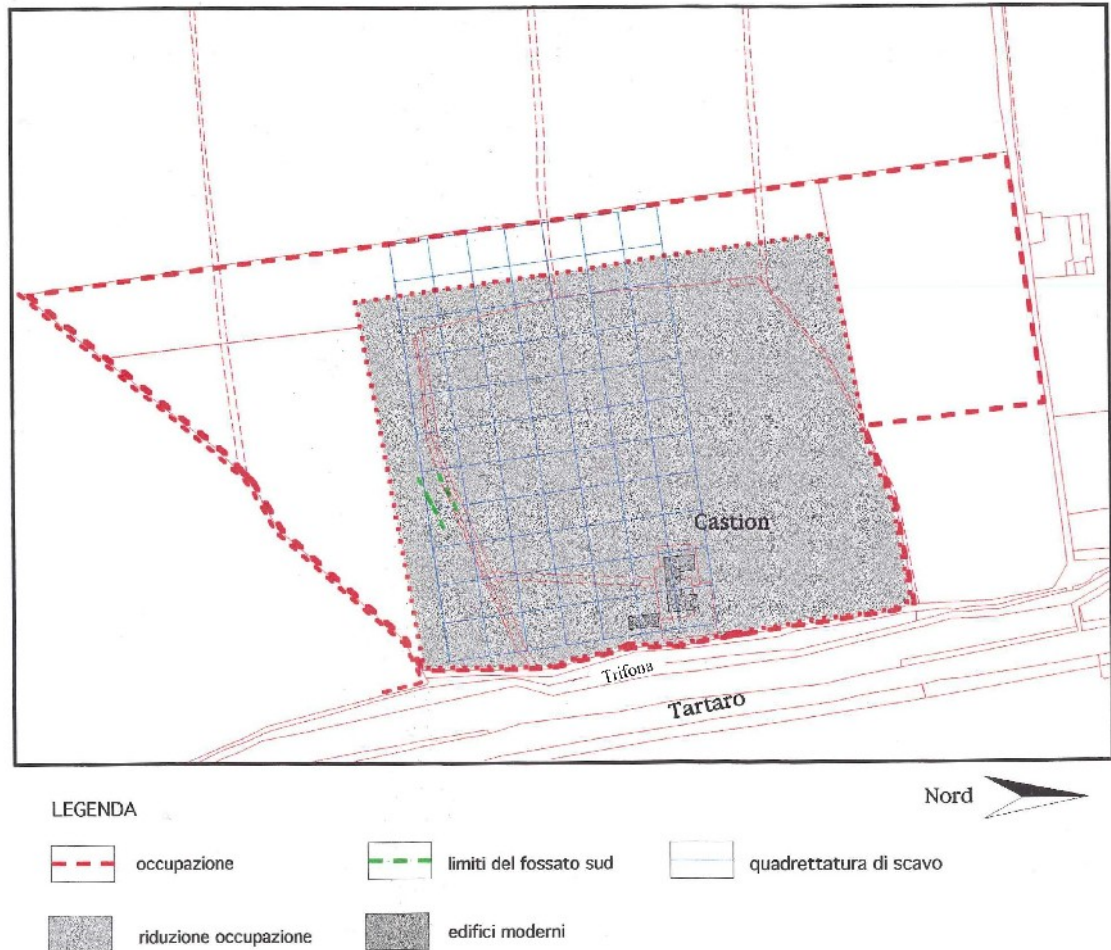 Castion
Trifona
Tartaro
Nord
LEGENDA
occupazione
limiti del fossato sud
quadrettatura di scavo
riduzione occupazione
edifici moderni